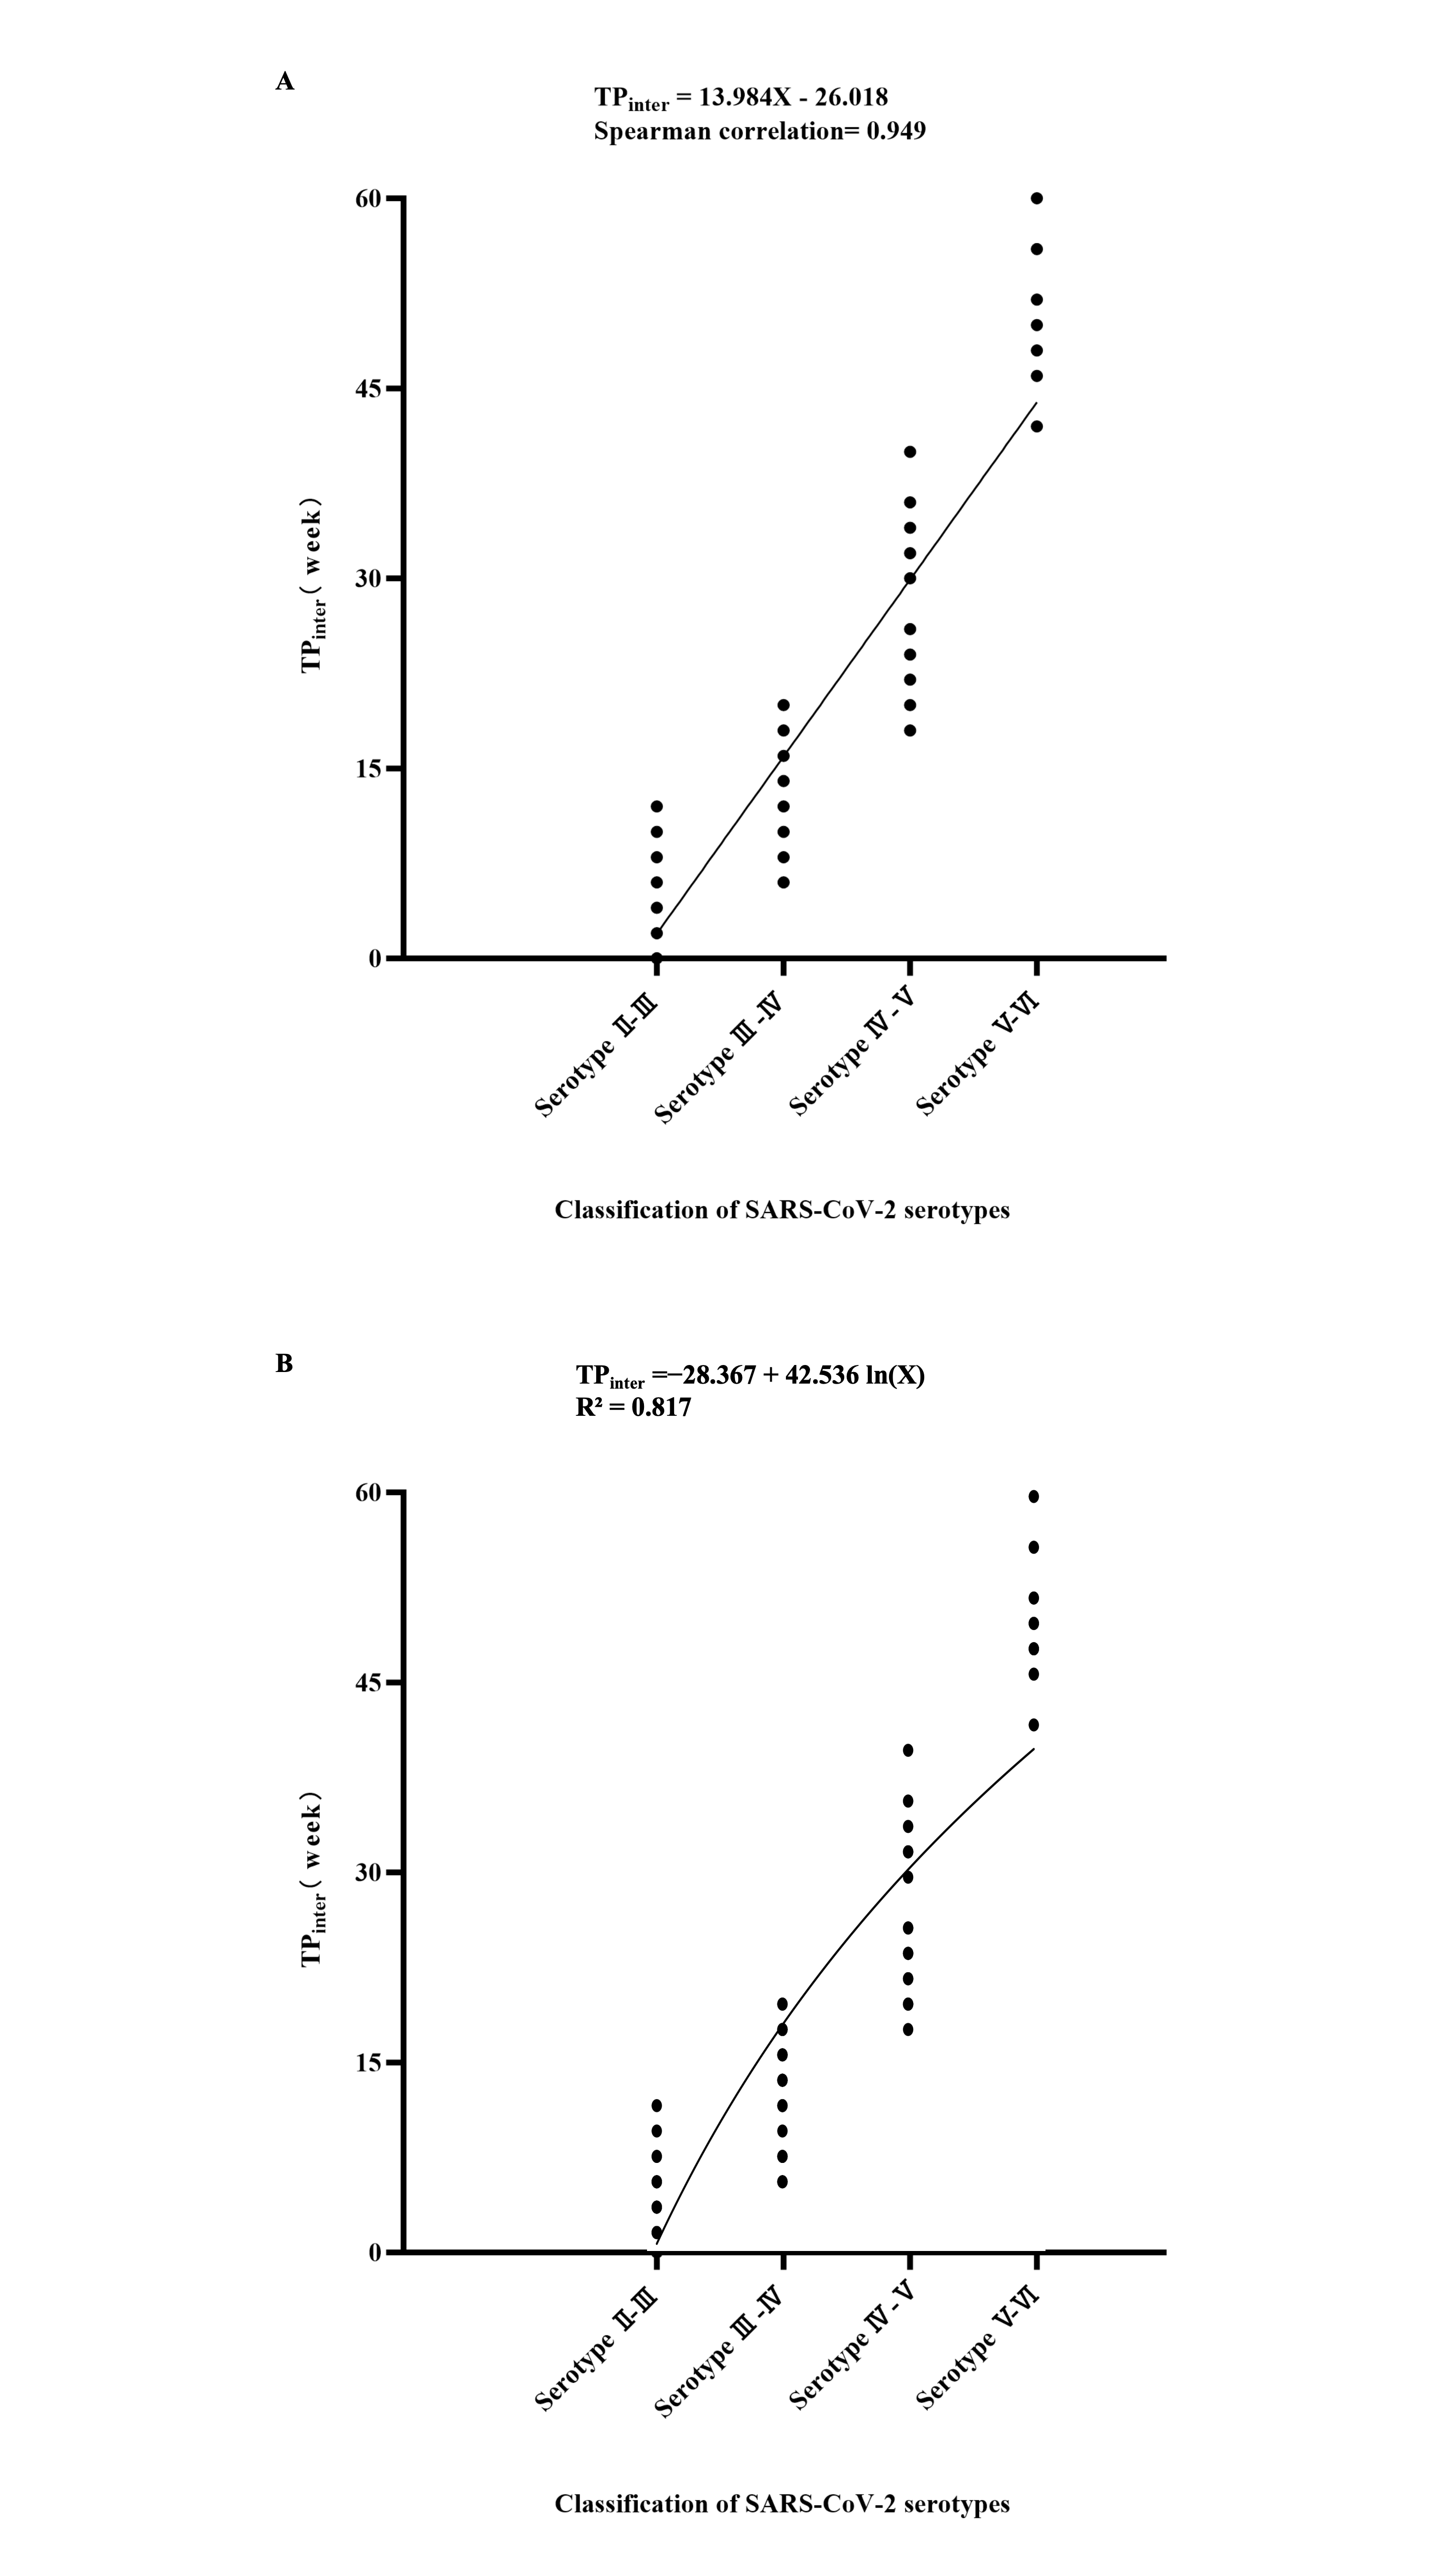 A
TPinter = 13.984X - 26.018
Spearman correlation= 0.949
60
45
30
15
0
TPinter（ week）
Serotype Ⅱ-Ⅲ
Serotype Ⅲ -Ⅳ
Serotype Ⅳ - Ⅴ
Serotype Ⅴ-Ⅵ
Classification of SARS-CoV-2 serotypes
B
TPinter =−28.367 + 42.536 ln(X)
R² = 0.817
60
45
30
15
0
TPinter（ week）
Serotype Ⅱ-Ⅲ
Serotype Ⅲ -Ⅳ
Serotype Ⅳ - Ⅴ
Serotype Ⅴ-Ⅵ
Classification of SARS-CoV-2 serotypes